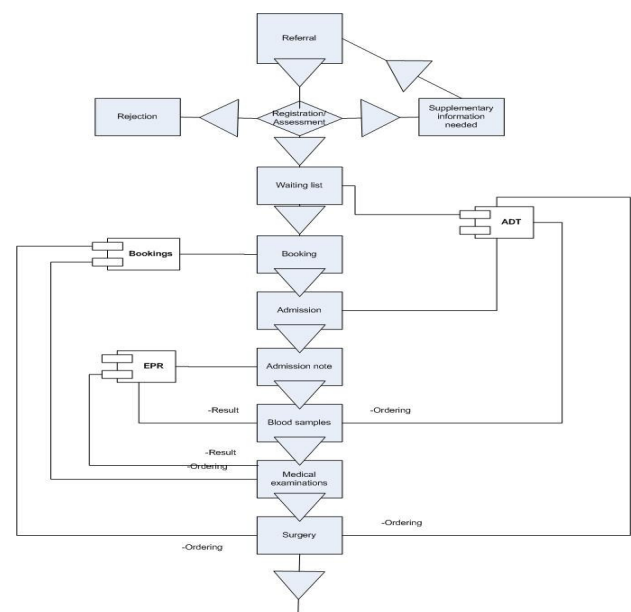 Referral
Rejection
Registration/
Assessment
Supplementary
information
needed
Waiting list
ADT
Bookings
Booking
Admission
EPR
Admission note
-Result
Blood samples
-Ordering
-Result
-Ordering
Medical
examinations
Surgery
-Ordering
-Ordering